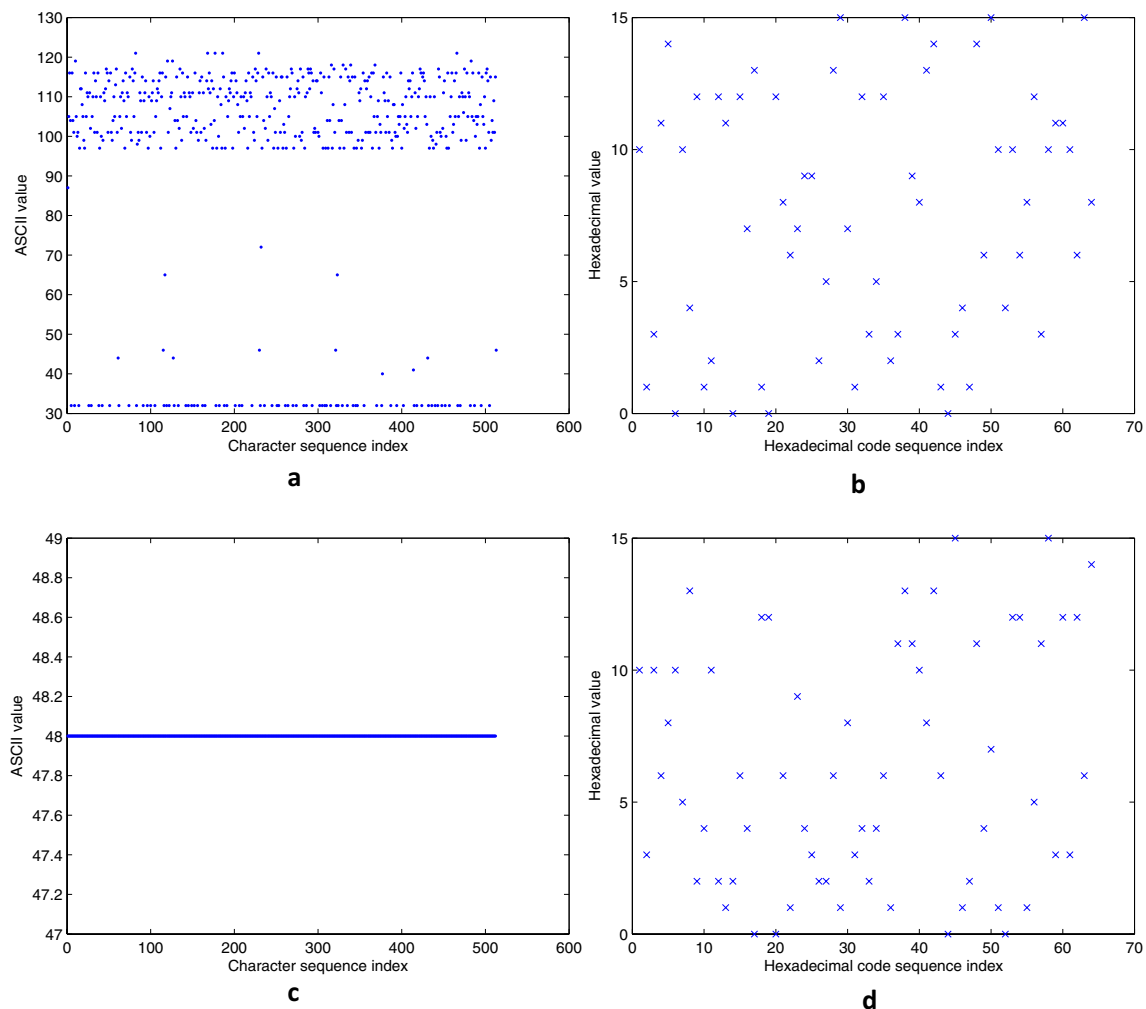 130
120
110
100
90
80
70
60
50
40
30
ASCII value
0 100 200 300 400 500 600
Character sequence index
a
15
10
5
0
Hexadecimal value
0 10 20 30 40 50 60 70
Hexadecimal code sequence index
b
49
48.8
48.6
48.4
48.2
48
47.8
47.6
47.4
47.2
47
ASCII value
0 100 200 300 400 500 600
Character sequence index
c
15
10
5
0
Hexadecimal value
0 10 20 30 40 50 60 70
Hexadecimal code sequence index
d